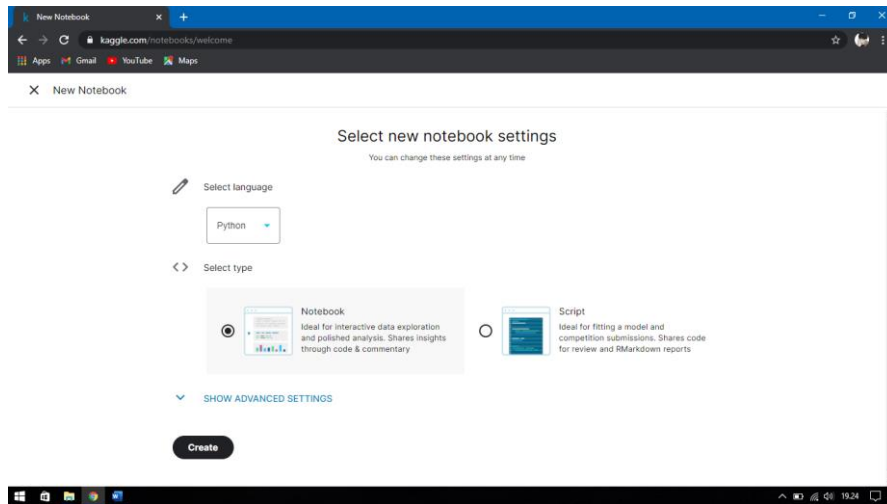 New Notebook
kaggle.com/notebooks/welcome
Apps Gmail YouTube Maps
New Notebook
Select new notebook settings
You can change these settings at any time
Select language
Python
Select type
Notebook
Ideal for interactive data exploration
and polished analysis. Shares insights
through code & commentary
Script
Ideal for fitting a model and
competition submissions. Shares code
for review and RMarkdown reports
SHOW ADVANCED SETTINGS
Create
19.24